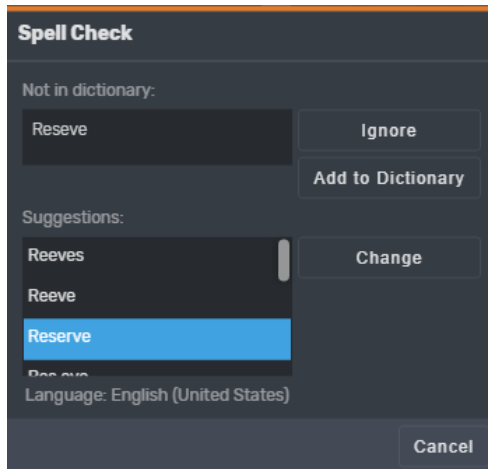 Spell Check
Not in dictionary:
Reseve
Ignore
Add to Dictionary
Suggestions:
Reeves
Change
Reeve
Reserve
Language: English (United States)
Cancel